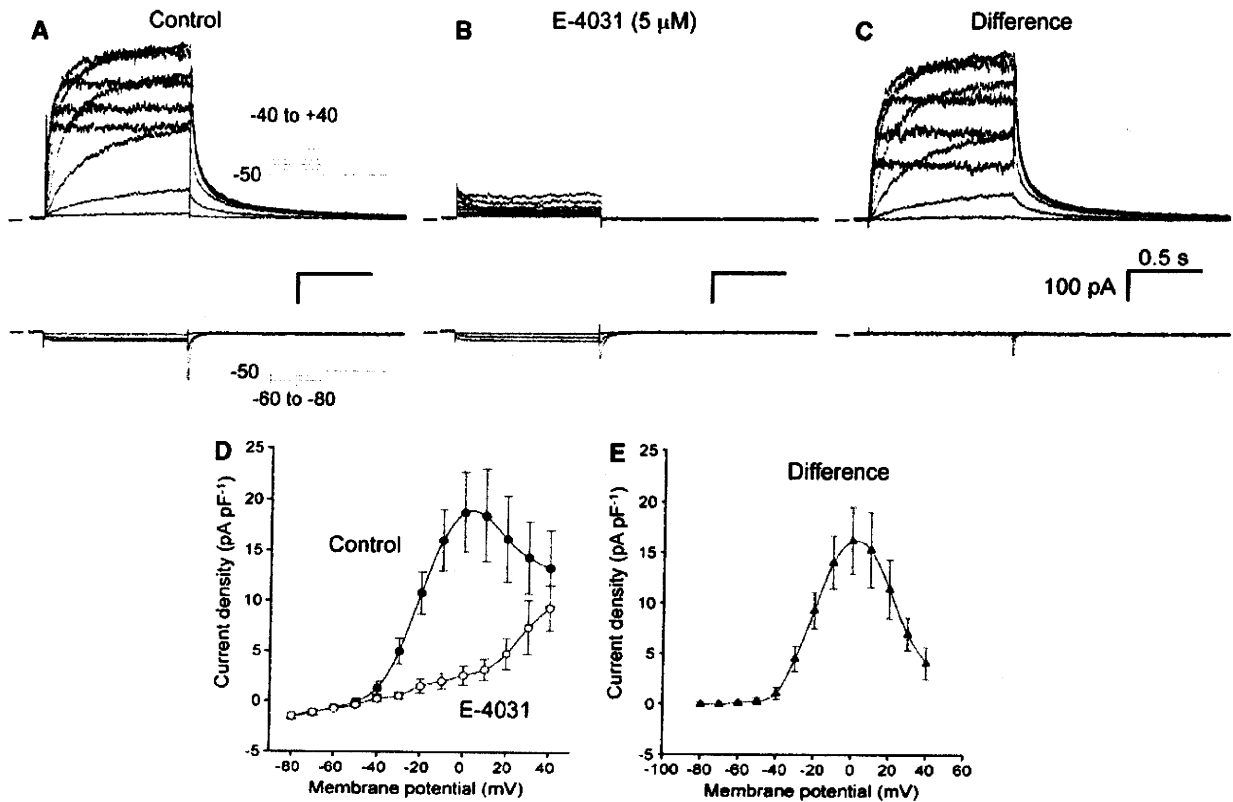 A Control
B E-4031 (5 µM)
C Difference
-40 to +40
-50
0.5 s
100 pA
-50
-60 to -80
D
25
20
15
10
5
0
-5
Current density (pA pF⁻¹)
Control
E-4031
-80 -60 -40 -20 0 20 40
Membrane potential (mV)
E
Difference
25
20
15
10
5
0
-5
Current density (pA pF⁻¹)
-100 -80 -60 -40 -20 0 20 40 60
Membrane potential (mV)